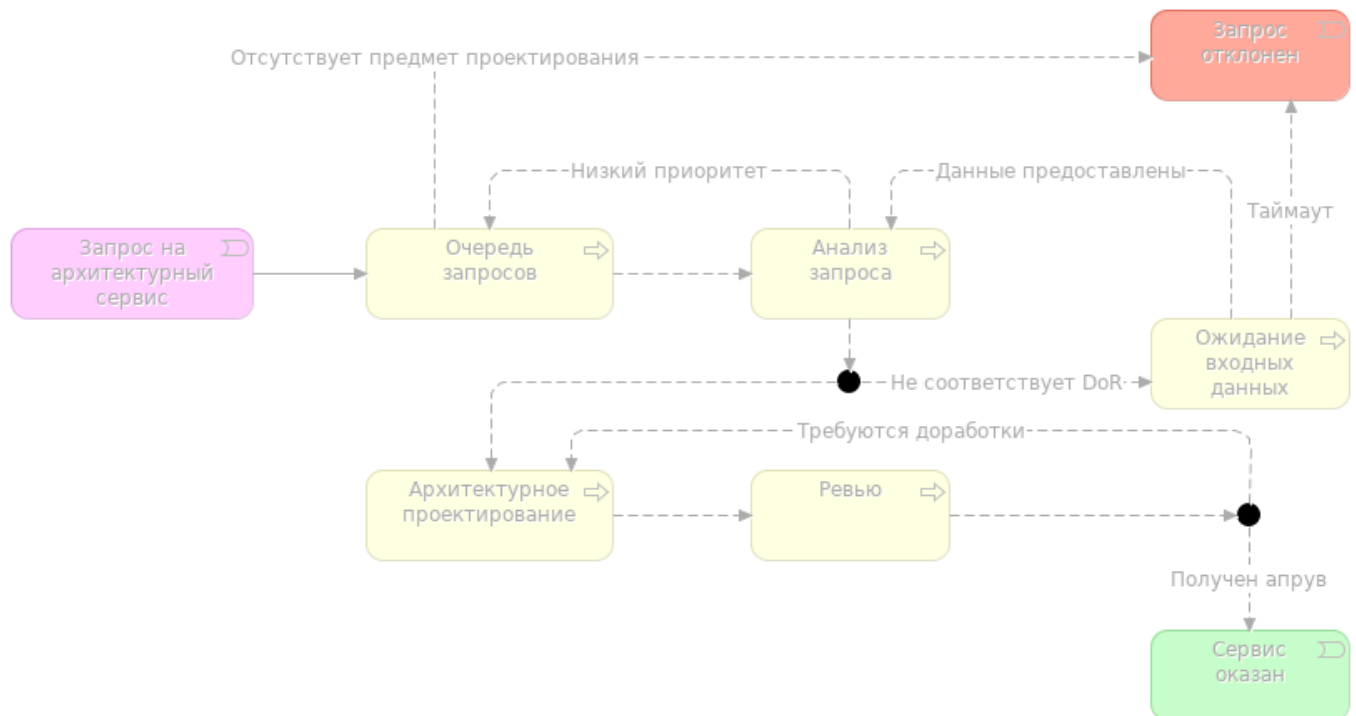 Запрос
отклонен
Отсутствует предмет проектирования
Низкий приоритет
Данные предоставлены
Таймаут
Запрос на
архитектурный
сервис
Очередь
запросов
Анализ
запроса
Ожидание
входных
данных
Не соответствует DoR
Требуются доработки
Архитектурное
проектирование
Ревью
Получен апрув
Сервис
оказан